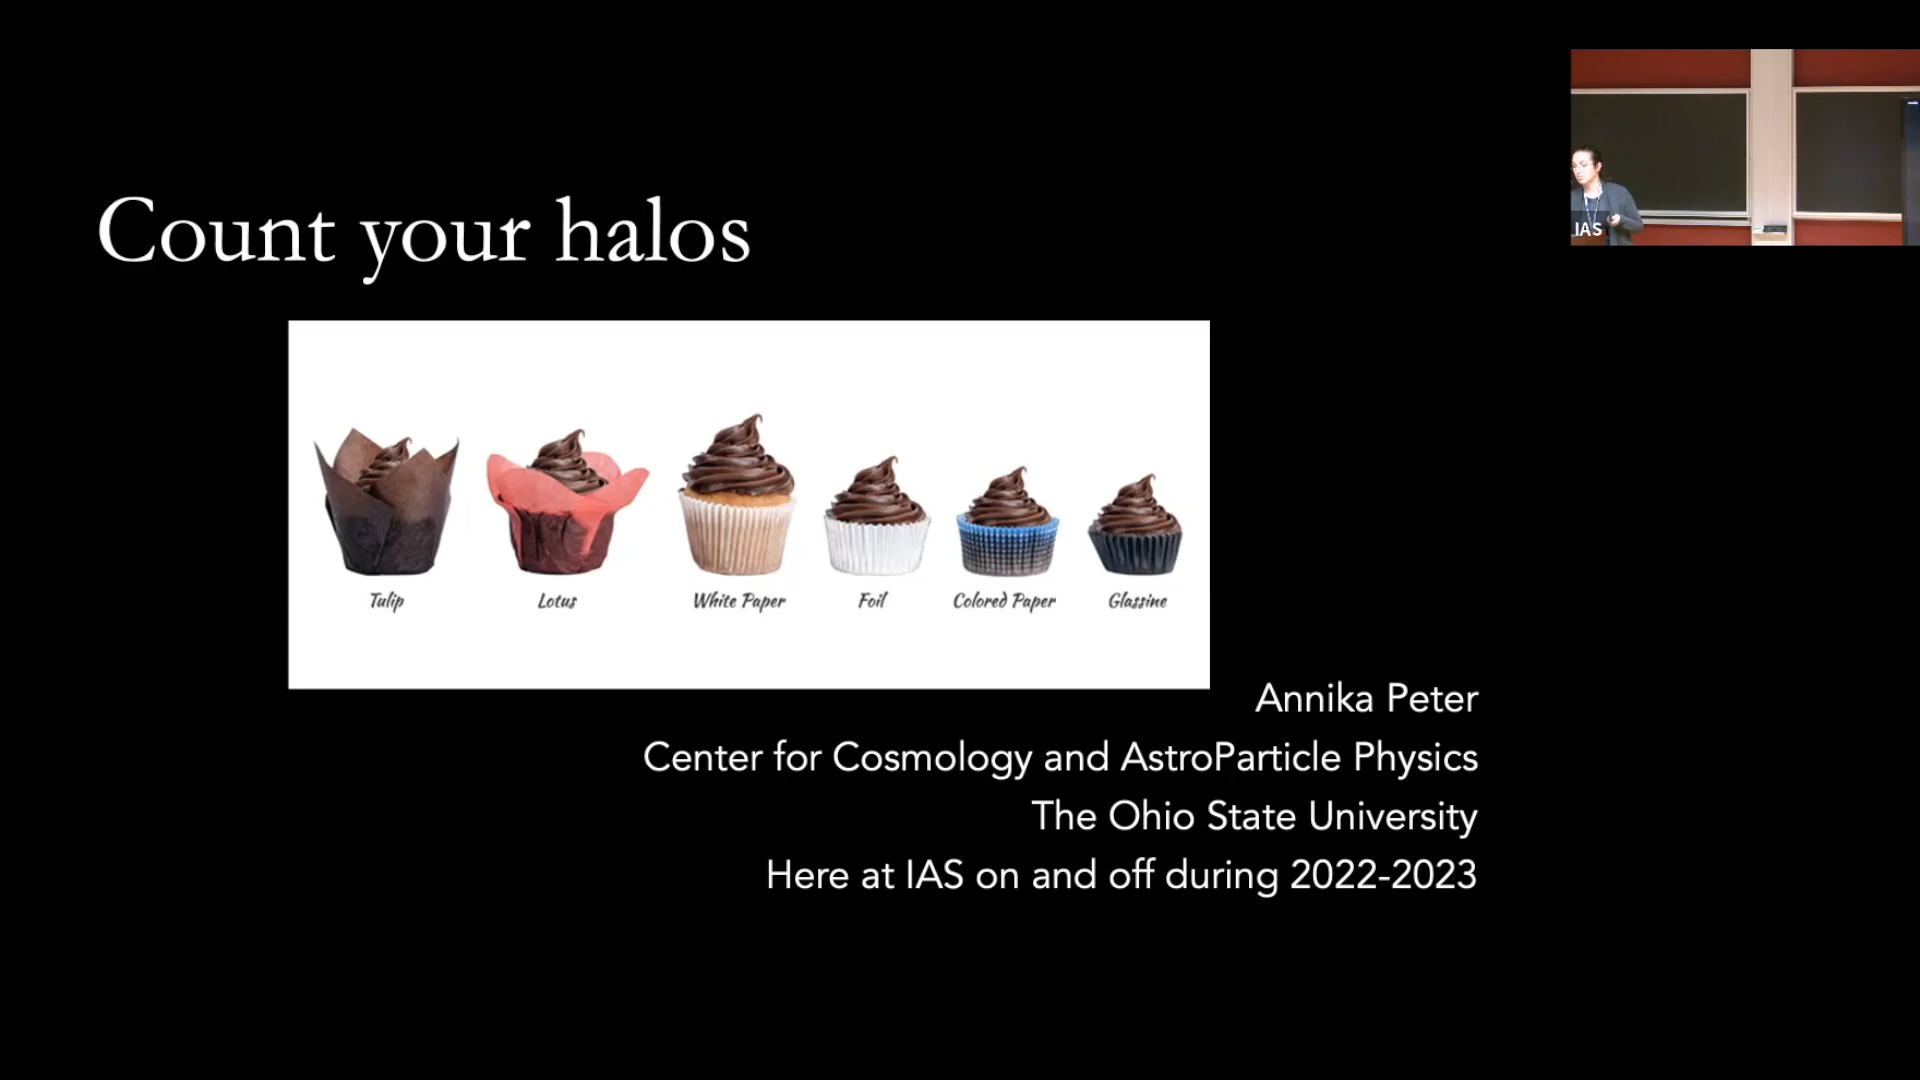 Count your halos
IAS
Tulip
Lotus
White Paper
Foil
Colored Paper
Glassine
Annika Peter
Center for Cosmology and AstroParticle Physics
The Ohio State University
Here at IAS on and off during 2022-2023